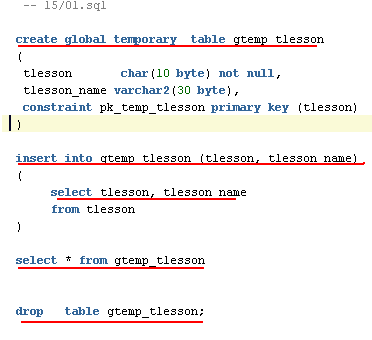 -- 15/01.sql
create global temporary table gtemp_tlesson
(
tlesson char(10 byte) not null,
tlesson_name varchar2(30 byte),
constraint pk_temp_tlesson primary key (tlesson)
)
insert into gtemp_tlesson (tlesson, tlesson_name)
(
select tlesson, tlesson_name
from tlesson
)
select * from gtemp_tlesson
drop table gtemp_tlesson;